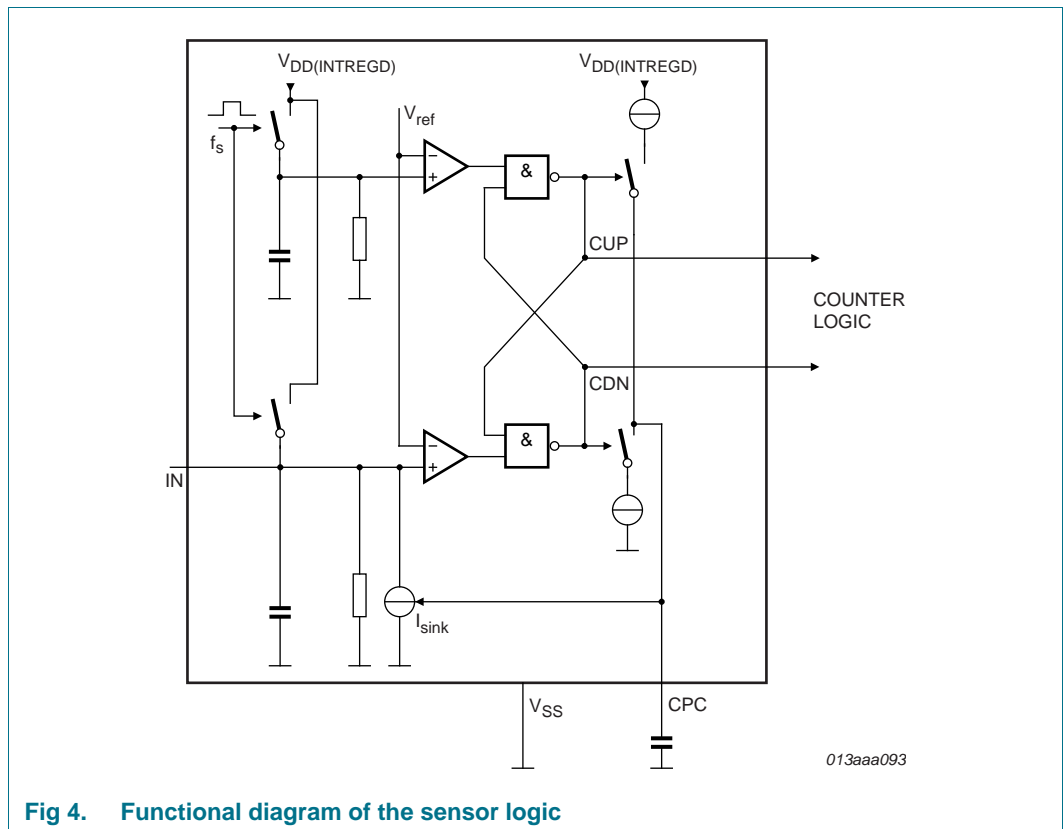 VDD(INTREGD)
VDD(INTREGD)
Vref
fs
−
+
&
CUP
COUNTER
LOGIC
CDN
−
+
&
IN
Isink
VSS
CPC
013aaa093
Fig 4. Functional diagram of the sensor logic